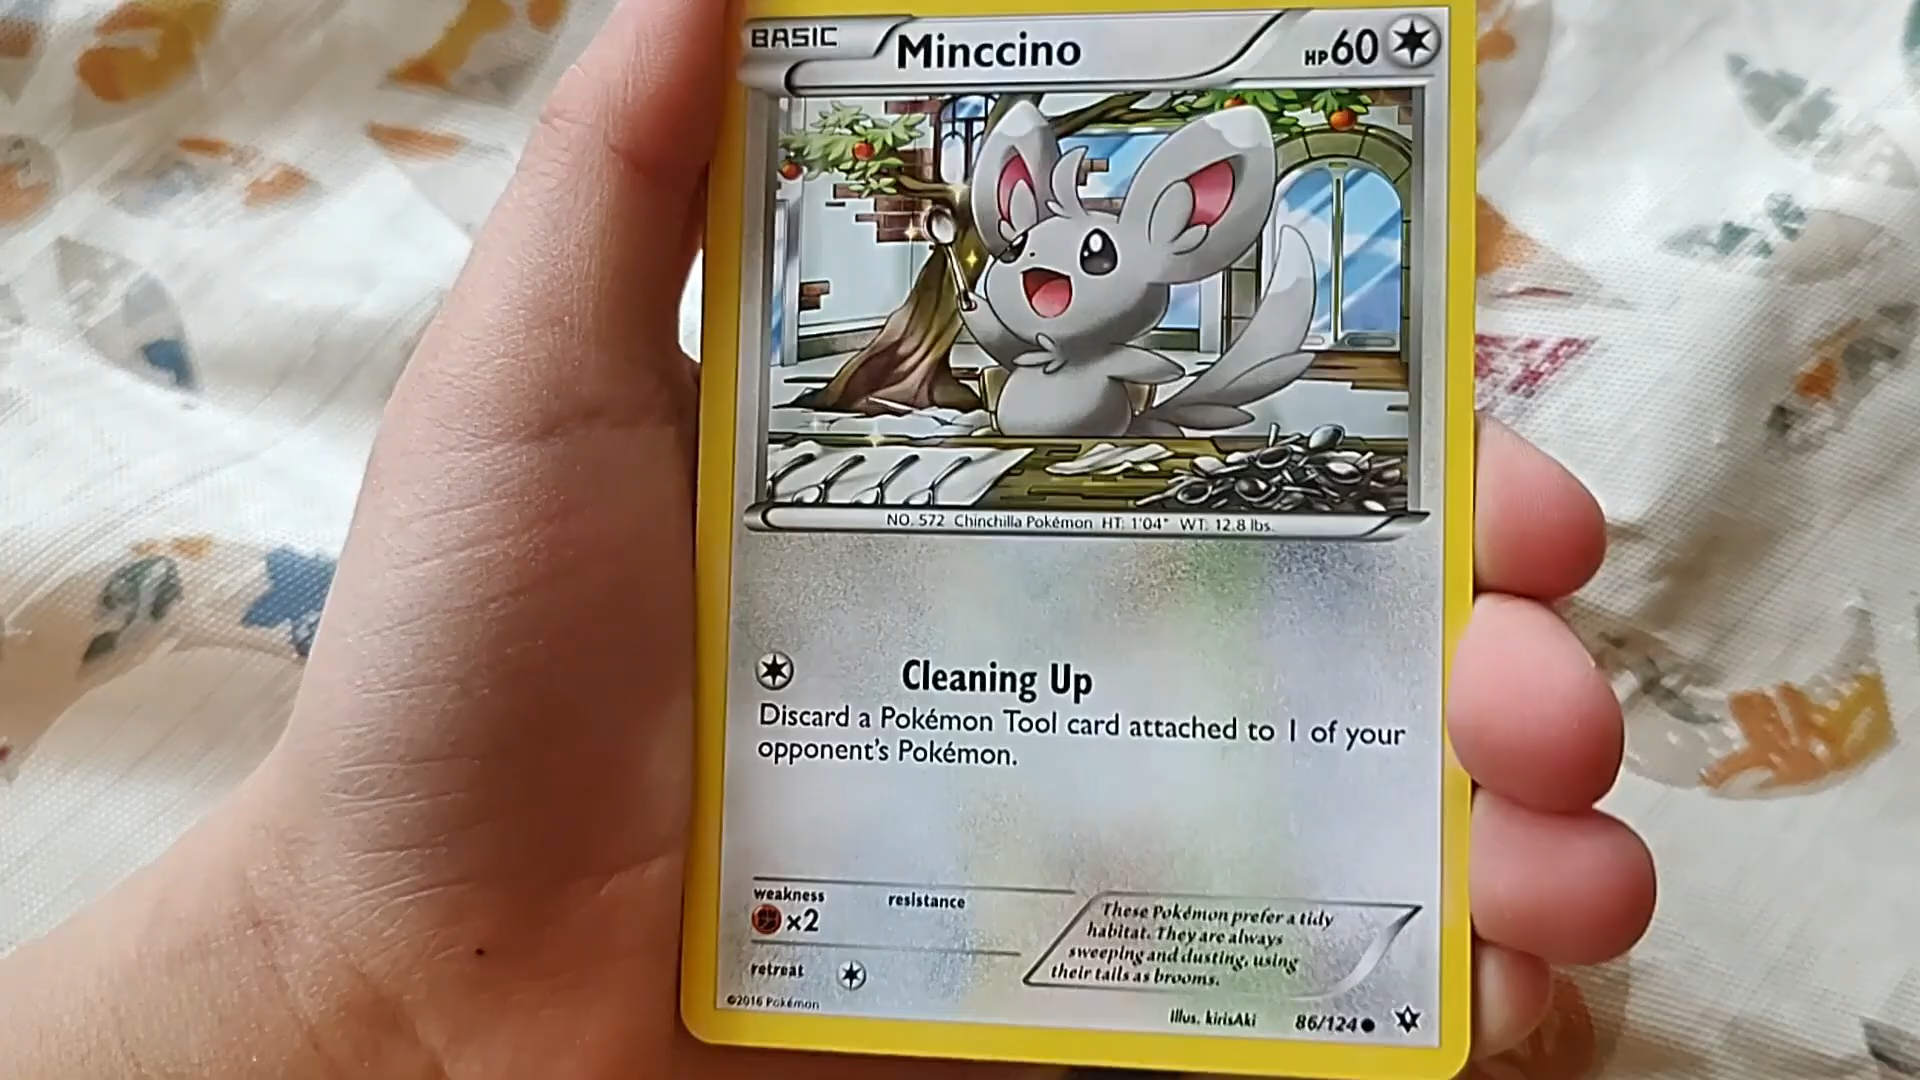 BASIC Minccino HP60
NO. 572 Chinchilla Pokémon HT: 1'04" WT: 12.8 lbs.
Cleaning Up
Discard a Pokémon Tool card attached to 1 of your
opponent's Pokémon.
weakness resistance
x2
retreat
These Pokémon prefer a tidy
habitat. They are always
sweeping and dusting, using
their tails as brooms.
©2016 Pokémon
Illus. kirisAki 86/124